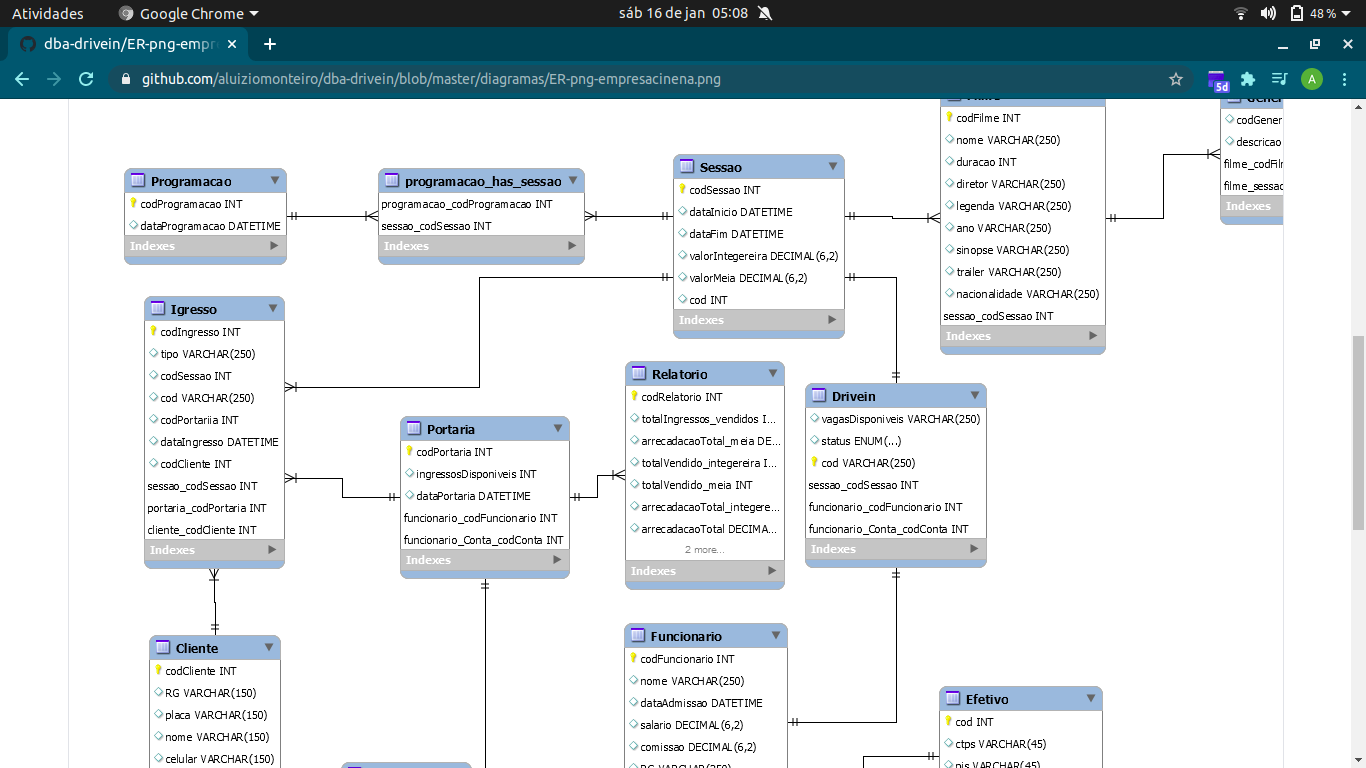 Atividades
Google Chrome
sáb 16 de jan 05:08
48 %
dba-drivein/ER-png-empr
github.com/aluiziomonteiro/dba-drivein/blob/master/diagramas/ER-png-empresacinena.png
5d
A
codFilme INT
nome VARCHAR(250)
duracao INT
diretor VARCHAR(250)
legenda VARCHAR(250)
ano VARCHAR(250)
sinopse VARCHAR(250)
trailer VARCHAR(250)
nacionalidade VARCHAR(250)
sessao_codSessao INT
Indexes
codGener
descricao
filme_codFiln
filme_sessao
Indexes
Programacao
codProgramacao INT
dataProgramacao DATETIME
Indexes
programacao_has_sessao
programacao_codProgramacao INT
sessao_codSessao INT
Indexes
Sessao
codSessao INT
dataInicio DATETIME
dataFim DATETIME
valorIntegereira DECIMAL(6,2)
valorMeia DECIMAL(6,2)
cod INT
Indexes
Igresso
codIngresso INT
tipo VARCHAR(250)
codSessao INT
cod VARCHAR(250)
codPortariia INT
dataIngresso DATETIME
codCliente INT
sessao_codSessao INT
portaria_codPortaria INT
cliente_codCliente INT
Indexes
Portaria
codPortaria INT
ingressosDisponiveis INT
dataPortaria DATETIME
funcionario_codFuncionario INT
funcionario_Conta_codConta INT
Indexes
Relatorio
codRelatorio INT
totalIngressos_vendidos I...
arrecadacaoTotal_meia DE...
totalVendido_integereira I...
totalVendido_meia INT
arrecadacaoTotal_integere...
arrecadacaoTotal DECIMA...
2 more...
Indexes
Drivein
vagasDisponiveis VARCHAR(250)
status ENUM(...)
cod VARCHAR(250)
sessao_codSessao INT
funcionario_codFuncionario INT
funcionario_Conta_codConta INT
Indexes
Cliente
codCliente INT
RG VARCHAR(150)
placa VARCHAR(150)
nome VARCHAR(150)
celular VARCHAR(150)
Funcionario
codFuncionario INT
nome VARCHAR(250)
dataAdmissao DATETIME
salario DECIMAL(6,2)
comissao DECIMAL(6,2)
RG VARCHAR(250)
Efetivo
cod INT
ctps VARCHAR(45)
pis VARCHAR(45)